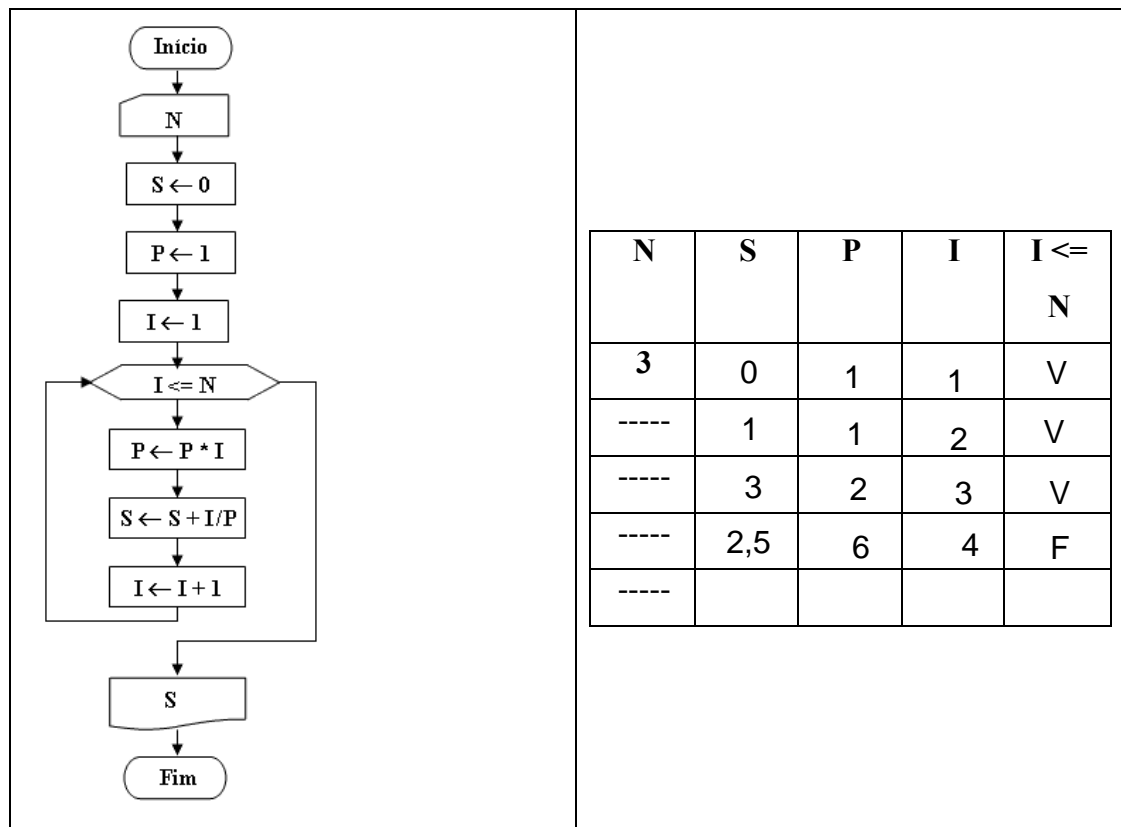 Início
N
S ← 0
P ← 1
I ← 1
I <= N
P ← P * I
S ← S + I/P
I ← I + 1
S
Fim
N S P I I <=
N
3 0 1 1 V
----- 1 1 2 V
----- 3 2 3 V
----- 2,5 6 4 F
-----